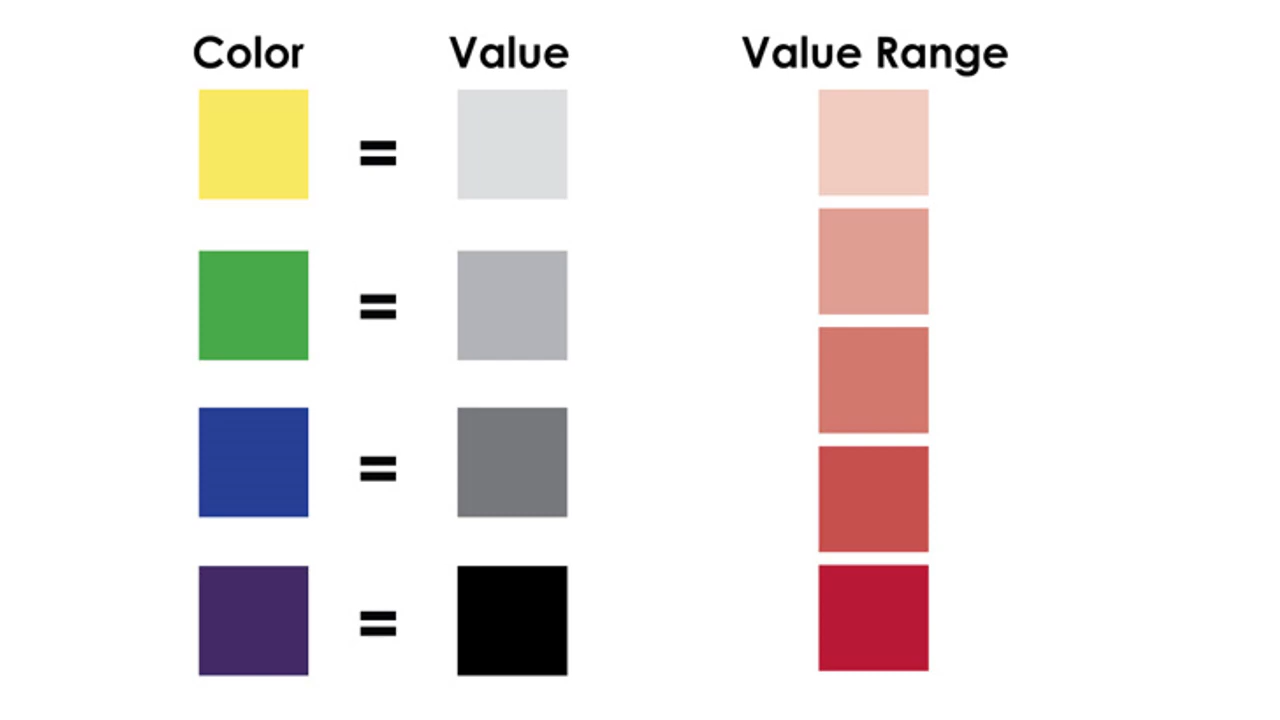 Color Value Value Range
=
=
=
=